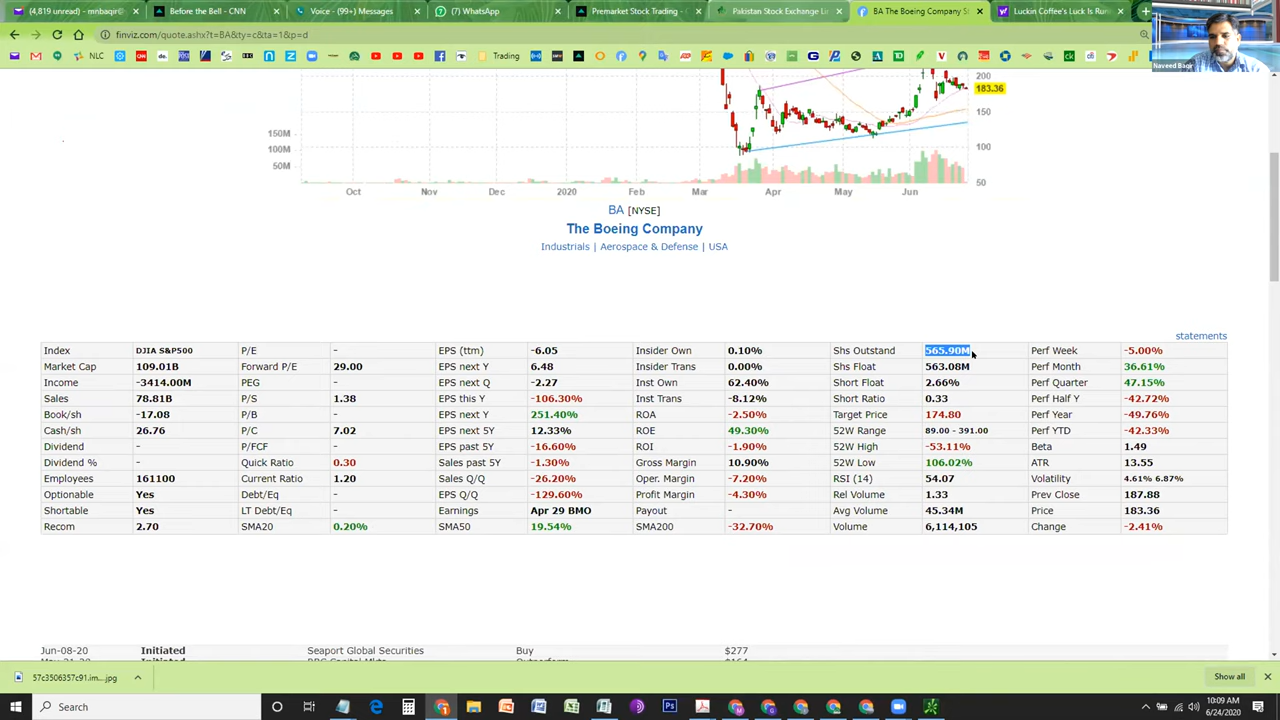 (4,819 unread) - mnbaqir@
Before the Bell - CNN
Voice - (99+) Messages
(7) WhatsApp
Premarket Stock Trading -
Pakistan Stock Exchange Li
BA The Boeing Company S
Luckin Coffee's Luck Is Run
finviz.com/quote.ashx?t=BA&ty=c&ta=1&p=d
NLC
Trading
Naveed Baqir
200
183.36
150
150M
100M
100
50M
50
Oct Nov Dec 2020 Feb Mar Apr May Jun
BA [NYSE]
The Boeing Company
Industrials | Aerospace & Defense | USA
statements
Index DJIA S&P500 P/E - EPS (ttm) -6.05 Insider Own 0.10% Shs Outstand 565.90M Perf Week -5.00%
Market Cap 109.01B Forward P/E 29.00 EPS next Y 6.48 Insider Trans 0.00% Shs Float 563.08M Perf Month 36.61%
Income -3414.00M PEG - EPS next Q -2.27 Inst Own 62.40% Short Float 2.66% Perf Quarter 47.15%
Sales 78.81B P/S 1.38 EPS this Y -106.30% Inst Trans -8.12% Short Ratio 0.33 Perf Half Y -42.72%
Book/sh -17.08 P/B - EPS next Y 251.40% ROA -2.50% Target Price 174.80 Perf Year -49.76%
Cash/sh 26.76 P/C 7.02 EPS next 5Y 12.33% ROE 49.30% 52W Range 89.00 - 391.00 Perf YTD -42.33%
Dividend - P/FCF - EPS past 5Y -16.60% ROI -1.90% 52W High -53.11% Beta 1.49
Dividend % - Quick Ratio 0.30 Sales past 5Y -1.30% Gross Margin 10.90% 52W Low 106.02% ATR 13.55
Employees 161100 Current Ratio 1.20 Sales Q/Q -26.20% Oper. Margin -7.20% RSI (14) 54.07 Volatility 4.61% 6.87%
Optionable Yes Debt/Eq - EPS Q/Q -129.60% Profit Margin -4.30% Rel Volume 1.33 Prev Close 187.88
Shortable Yes LT Debt/Eq - Earnings Apr 29 BMO Payout - Avg Volume 45.34M Price 183.36
Recom 2.70 SMA20 0.20% SMA50 19.54% SMA200 -32.70% Volume 6,114,105 Change -2.41%
Jun-08-20 Initiated Seaport Global Securities Buy $277
57c3506357c91.im....jpg
Show all
Search
10:09 AM
6/24/2020